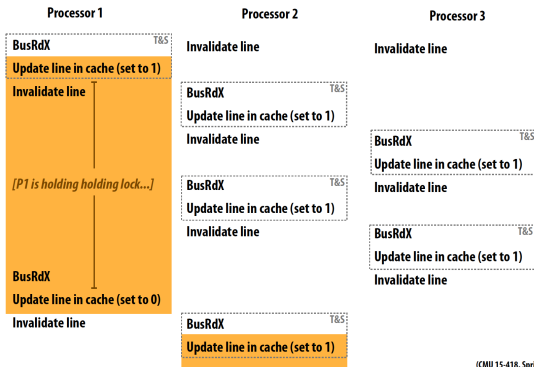 Processor 1
BusRdX T&S
Update line in cache (set to 1)
Invalidate line
[P1 is holding holding lock...]
BusRdX
Update line in cache (set to 0)
Invalidate line
Processor 2
Invalidate line
BusRdX T&S
Update line in cache (set to 1)
Invalidate line
BusRdX T&S
Update line in cache (set to 1)
Invalidate line
BusRdX T&S
Update line in cache (set to 1)
Processor 3
Invalidate line
BusRdX T&S
Update line in cache (set to 1)
Invalidate line
BusRdX T&S
Update line in cache (set to 1)
Invalidate line
(CMU 15-418, Spri